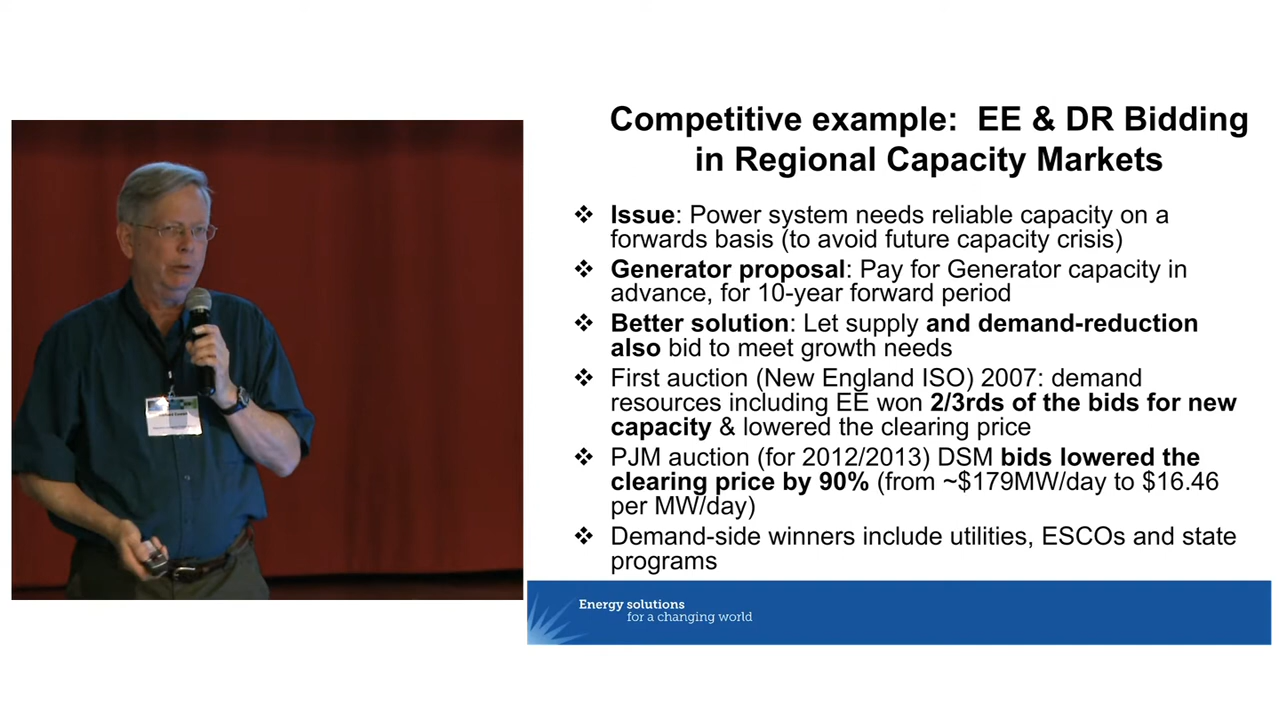 Competitive example:  EE & DR Bidding
in Regional Capacity Markets
❖ Issue: Power system needs reliable capacity on a
forwards basis (to avoid future capacity crisis)
❖ Generator proposal: Pay for Generator capacity in
advance, for 10-year forward period
❖ Better solution: Let supply and demand-reduction
also bid to meet growth needs
❖ First auction (New England ISO) 2007: demand
resources including EE won 2/3rds of the bids for new
capacity & lowered the clearing price
❖ PJM auction (for 2012/2013) DSM bids lowered the
clearing price by 90% (from ~$179MW/day to $16.46
per MW/day)
❖ Demand-side winners include utilities, ESCOs and state
programs
Energy solutions
for a changing world